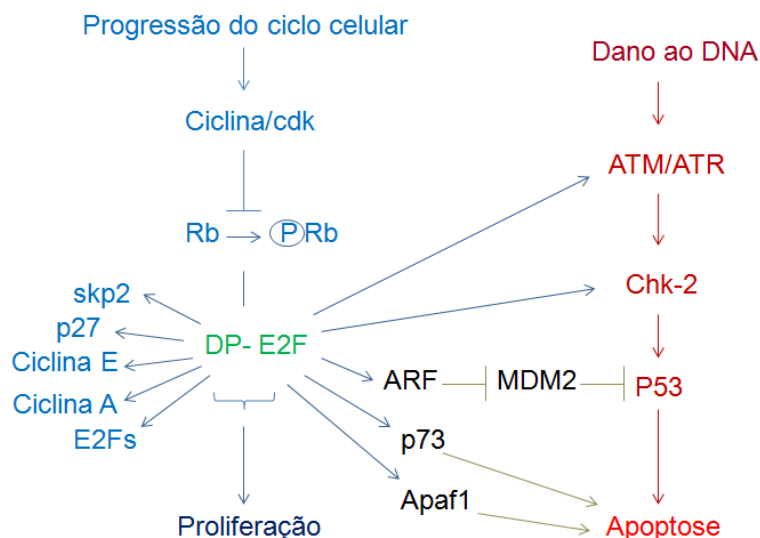 Progressão do ciclo celular
Dano ao DNA
Ciclina/cdk
ATM/ATR
Rb P Rb
Chk-2
skp2
p27
DP- E2F
Ciclina E
ARF MDM2 P53
Ciclina A
E2Fs
p73
Apaf1
Proliferação
Apoptose